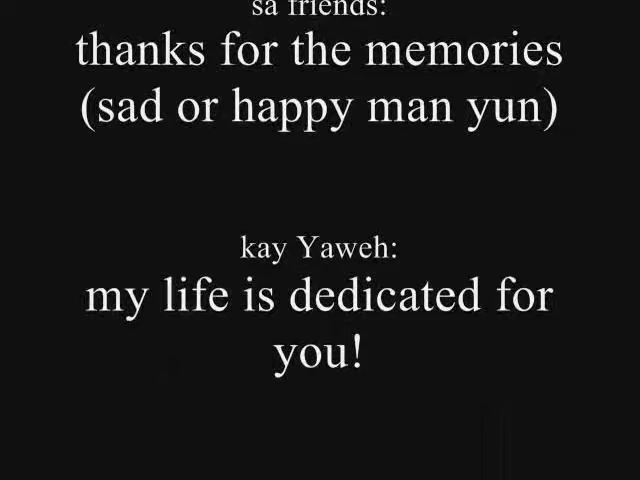 sa friends:
thanks for the memories
(sad or happy man yun)
kay Yaweh:
my life is dedicated for
you!